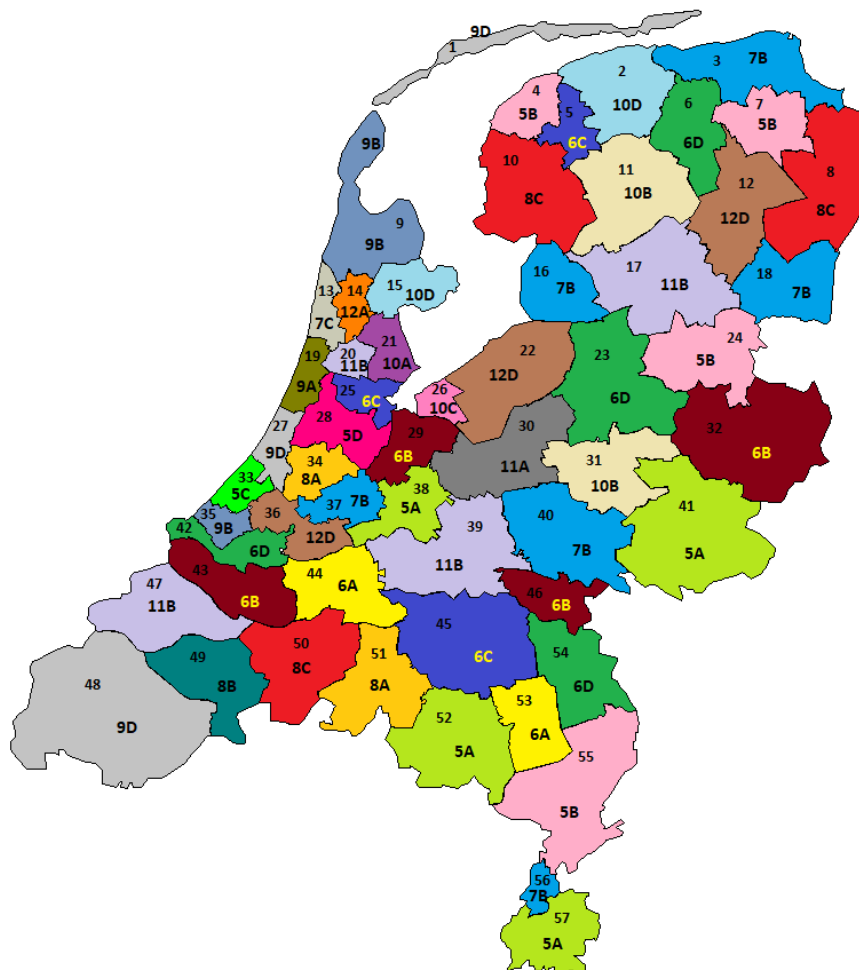 9D
1
2
10D
3
7B
4
5B
5
6C
6
6D
7
5B
8
8C
9B
9
9B
10
8C
11
10B
12
12D
13
7C
14
12A
15
10D
16
7B
17
11B
18
7B
19
9A
20
11B
21
10A
22
12D
23
6D
24
5B
25
6C
26
10C
27
9D
28
5D
29
6B
30
11A
31
10B
32
6B
33
5C
34
8A
35
9B
36
12D
37
7B
38
5A
39
11B
40
7B
41
5A
42
6D
43
6B
44
6A
45
6C
46
6B
47
11B
48
9D
49
8B
50
8C
51
8A
52
5A
53
6A
54
6D
55
5B
56
7B
57
5A